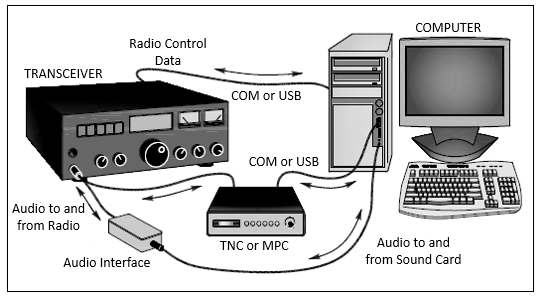 COMPUTER
Radio Control
Data
TRANSCEIVER
COM or USB
COM or USB
Audio to and
from Radio
TNC or MPC
Audio Interface
Audio to and
from Sound Card